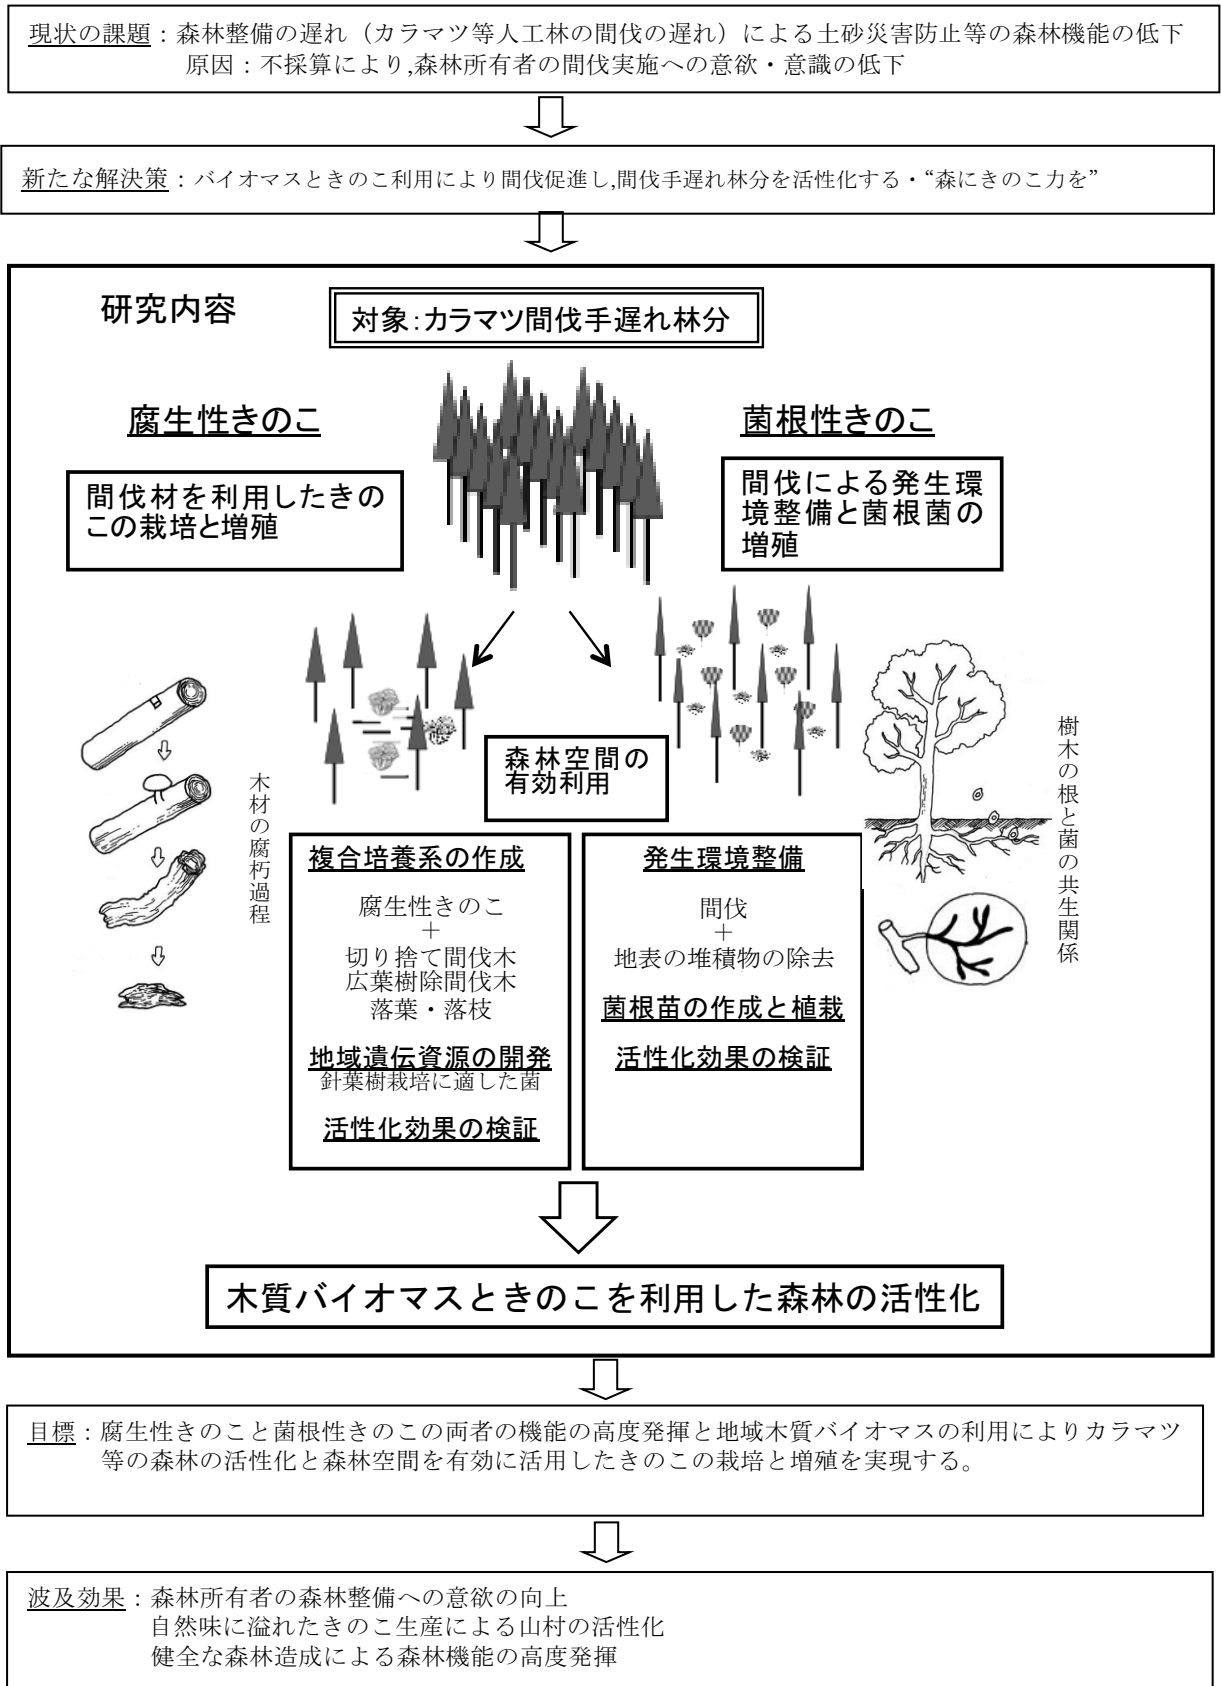 現状の課題：森林整備の遅れ（カラマツ等人工林の間伐の遅れ）による土砂災害防止等の森林機能の低下
原因：不採算により,森林所有者の間伐実施への意欲・意識の低下
新たな解決策：バイオマスときのこ利用により間伐促進し,間伐手遅れ林分を活性化する・“森にきのこ力を”
研究内容
対象：カラマツ間伐手遅れ林分
腐生性きのこ
間伐材を利用したきの
この栽培と増殖
菌根性きのこ
間伐による発生環
境整備と菌根菌の
増殖
木材の腐朽過程
森林空間の
有効利用
樹木の根と菌の共生関係
複合培養系の作成
腐生性きのこ
＋
切り捨て間伐木
広葉樹除間伐木
落葉・落枝
地域遺伝資源の開発
針葉樹栽培に適した菌
活性化効果の検証
発生環境整備
間伐
＋
地表の堆積物の除去
菌根苗の作成と植栽
活性化効果の検証
木質バイオマスときのこを利用した森林の活性化
目標：腐生性きのこと菌根性きのこの両者の機能の高度発揮と地域木質バイオマスの利用によりカラマツ
等の森林の活性化と森林空間を有効に活用したきのこの栽培と増殖を実現する。
波及効果：森林所有者の森林整備への意欲の向上
自然味に溢れたきのこ生産による山村の活性化
健全な森林造成による森林機能の高度発揮